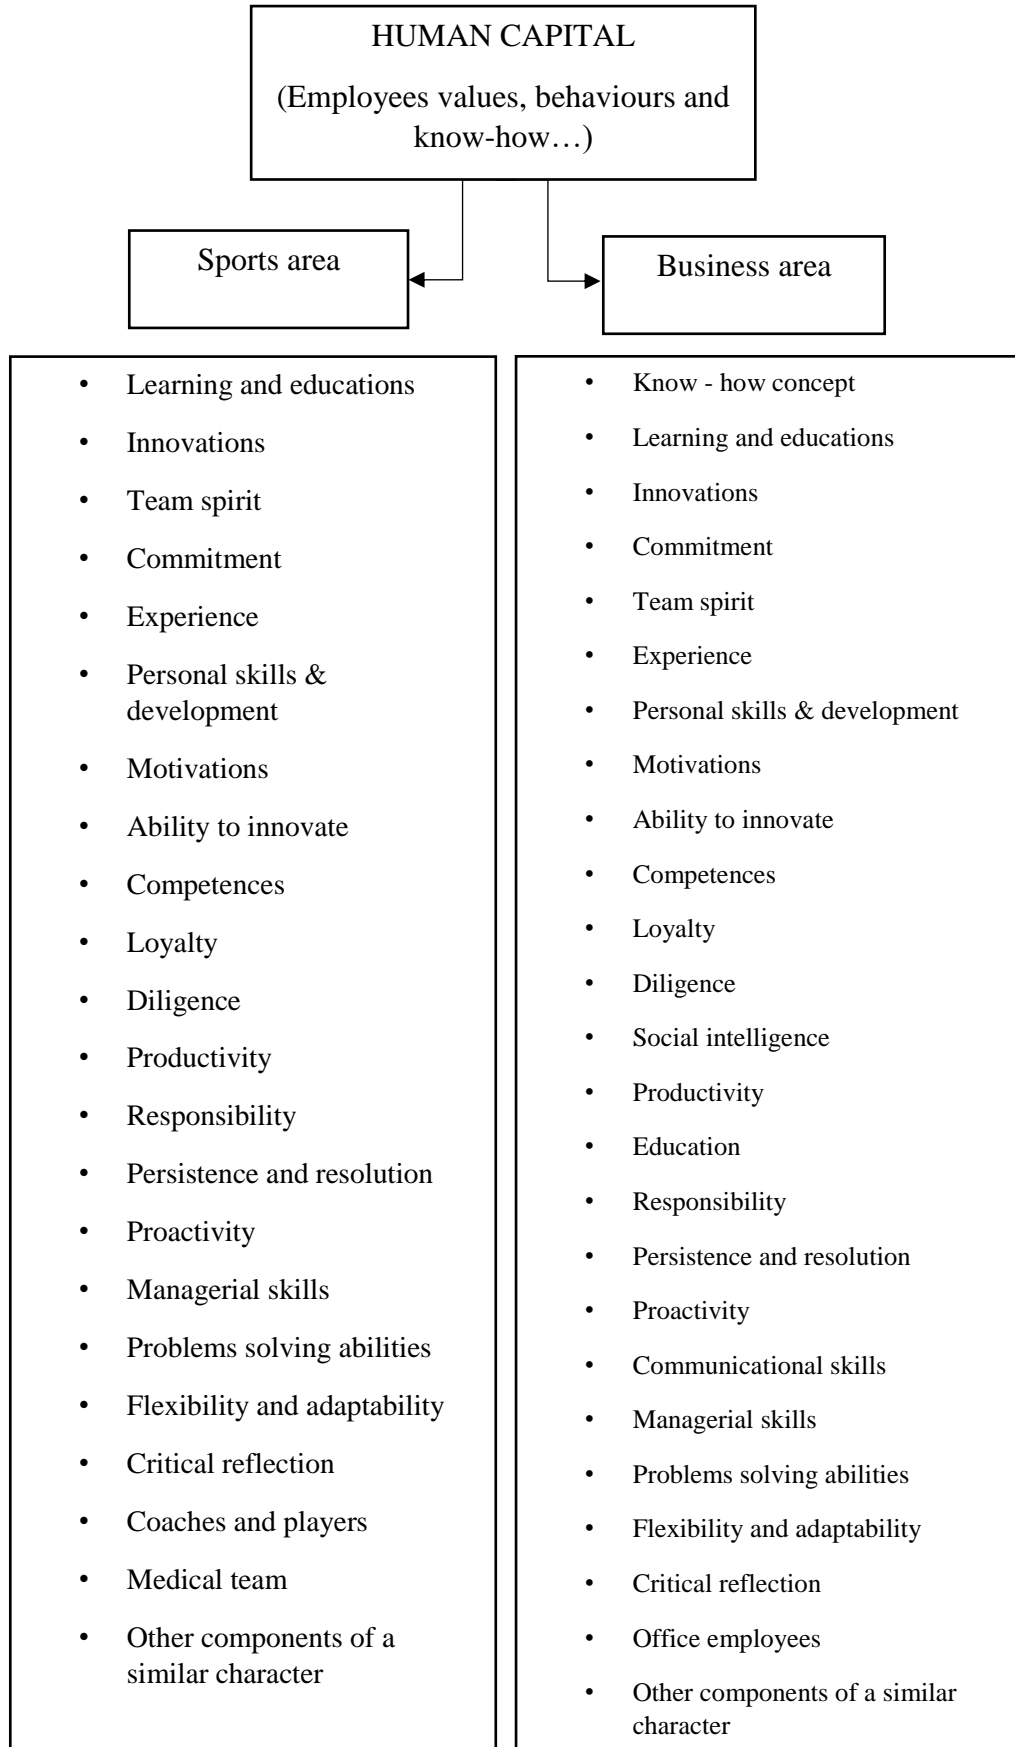 HUMAN CAPITAL
(Employees values, behaviours and
know-how…)
Sports area
Business area
• Learning and educations
• Innovations
• Team spirit
• Commitment
• Experience
• Personal skills &
development
• Motivations
• Ability to innovate
• Competences
• Loyalty
• Diligence
• Productivity
• Responsibility
• Persistence and resolution
• Proactivity
• Managerial skills
• Problems solving abilities
• Flexibility and adaptability
• Critical reflection
• Coaches and players
• Medical team
• Other components of a
similar character
• Know - how concept
• Learning and educations
• Innovations
• Commitment
• Team spirit
• Experience
• Personal skills & development
• Motivations
• Ability to innovate
• Competences
• Loyalty
• Diligence
• Social intelligence
• Productivity
• Education
• Responsibility
• Persistence and resolution
• Proactivity
• Communicational skills
• Managerial skills
• Problems solving abilities
• Flexibility and adaptability
• Critical reflection
• Office employees
• Other components of a similar
character